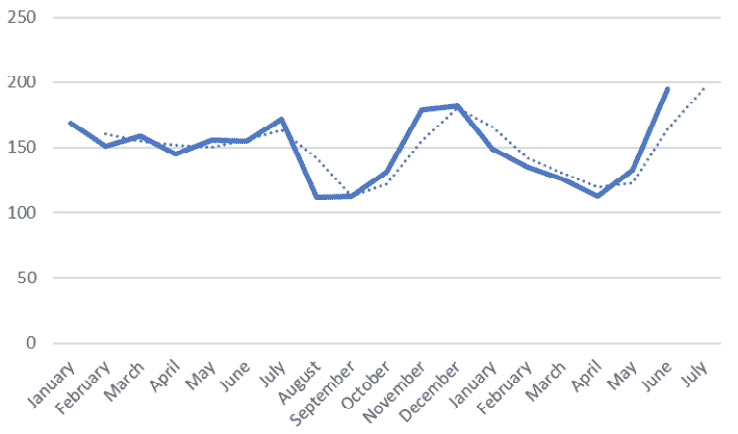 250
200
150
100
50
0
January
February
March
April
May
June
July
August
September
October
November
December
January
February
March
April
May
June
July